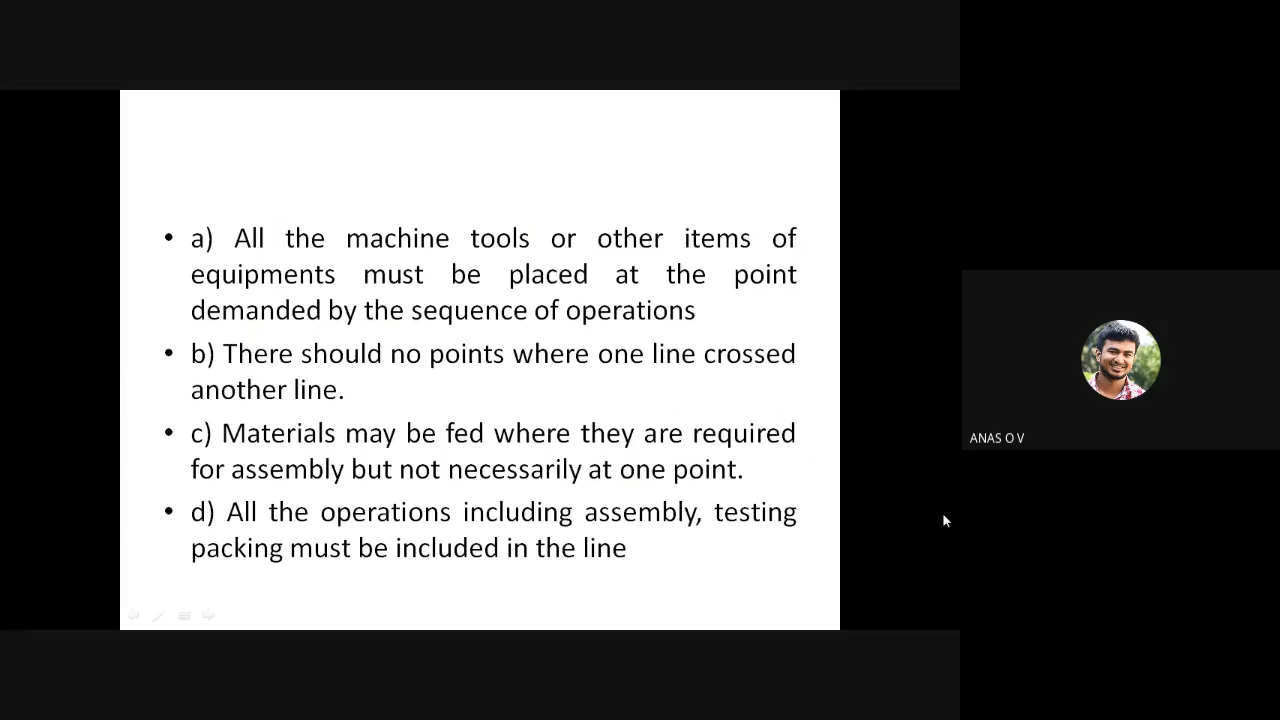 • a) All the machine tools or other items of
equipments must be placed at the point
demanded by the sequence of operations
• b) There should no points where one line crossed
another line.
• c) Materials may be fed where they are required
for assembly but not necessarily at one point.
• d) All the operations including assembly, testing
packing must be included in the line
ANAS O V